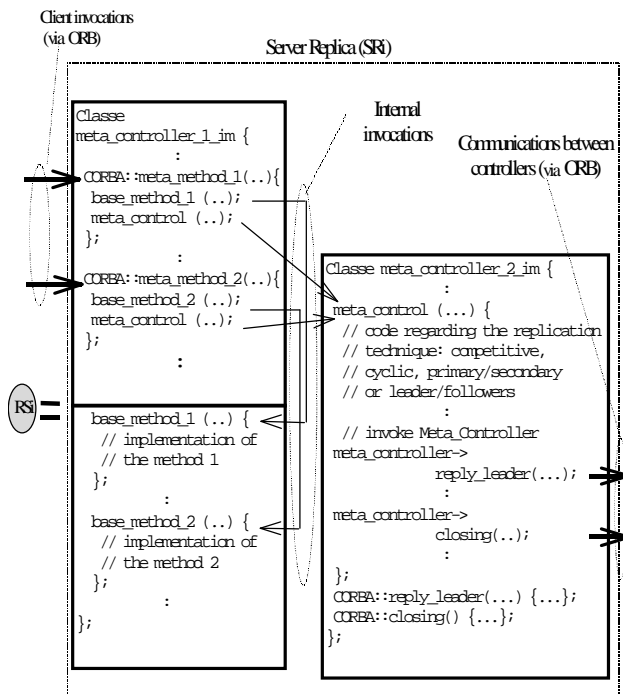 Client invocations
(via ORB)
Server Replica (SRi)
Internal
invocations
Communications between
controllers (via ORB)
Classe
meta_controller_1_im {
:
CORBA::meta_method_1(..){
base_method_1 (..);
meta_control (..);
};
:
CORBA::meta_method_2(..){
base_method_2 (..);
meta_control (..);
};
:
RSi =
base_method_1 (..) {
// implementation of
// the method 1
};
:
base_method_2 (..) {
// implementation of
// the method 2
};
:
};
Classe meta_controller_2_im {
:
meta_control (...) {
// code regarding the replication
// technique: competitive,
// cyclic, primary/secondary
// or leader/followers
:
// invoke Meta_Controller
meta_controller->
reply_leader(...);
:
meta_controller->
closing(..);
:
};
CORBA::reply_leader(...) {...};
CORBA::closing() {...};
};